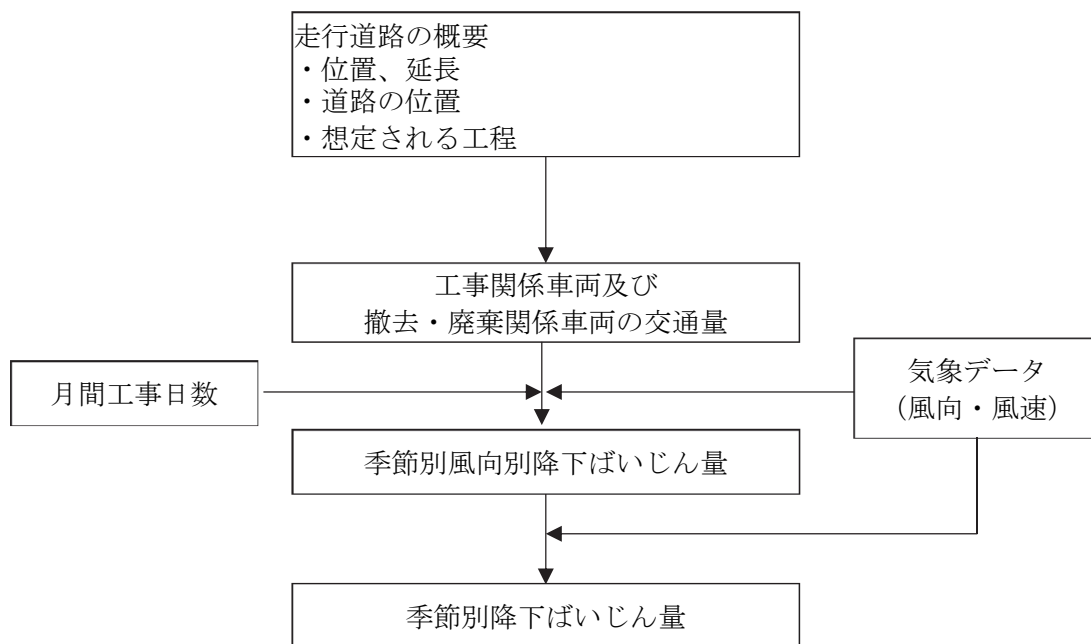 走行道路の概要
・位置、延長
・道路の位置
・想定される工程
工事関係車両及び
撤去・廃棄関係車両の交通量
月間工事日数
気象データ
（風向・風速）
季節別風向別降下ばいじん量
季節別降下ばいじん量